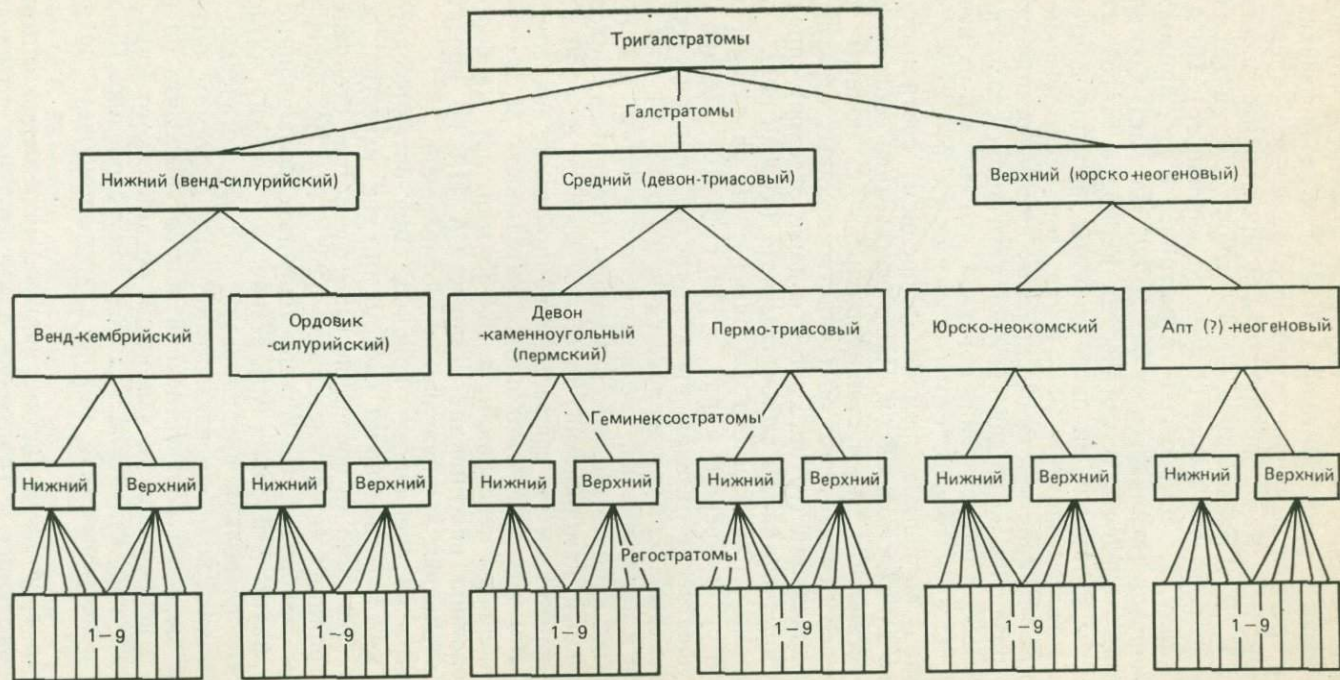 Тригалстратомы
Галстратомы
Нижний (венд-силурийский)
Средний (девон-триасовый)
Верхний (юрско-неогеновый)
Венд-кембрийский
Ордовик
-силурийский)
Девон
-каменноугольный
(пермский)
Пермо-триасовый
Юрско-неокомский
Апт (?)-неогеновый
Геминексостратомы
Нижний
Верхний
Нижний
Верхний
Нижний
Верхний
Нижний
Верхний
Нижний
Верхний
Нижний
Верхний
Регостратомы
1–9
1–9
1–9
1–9
1–9
1–9